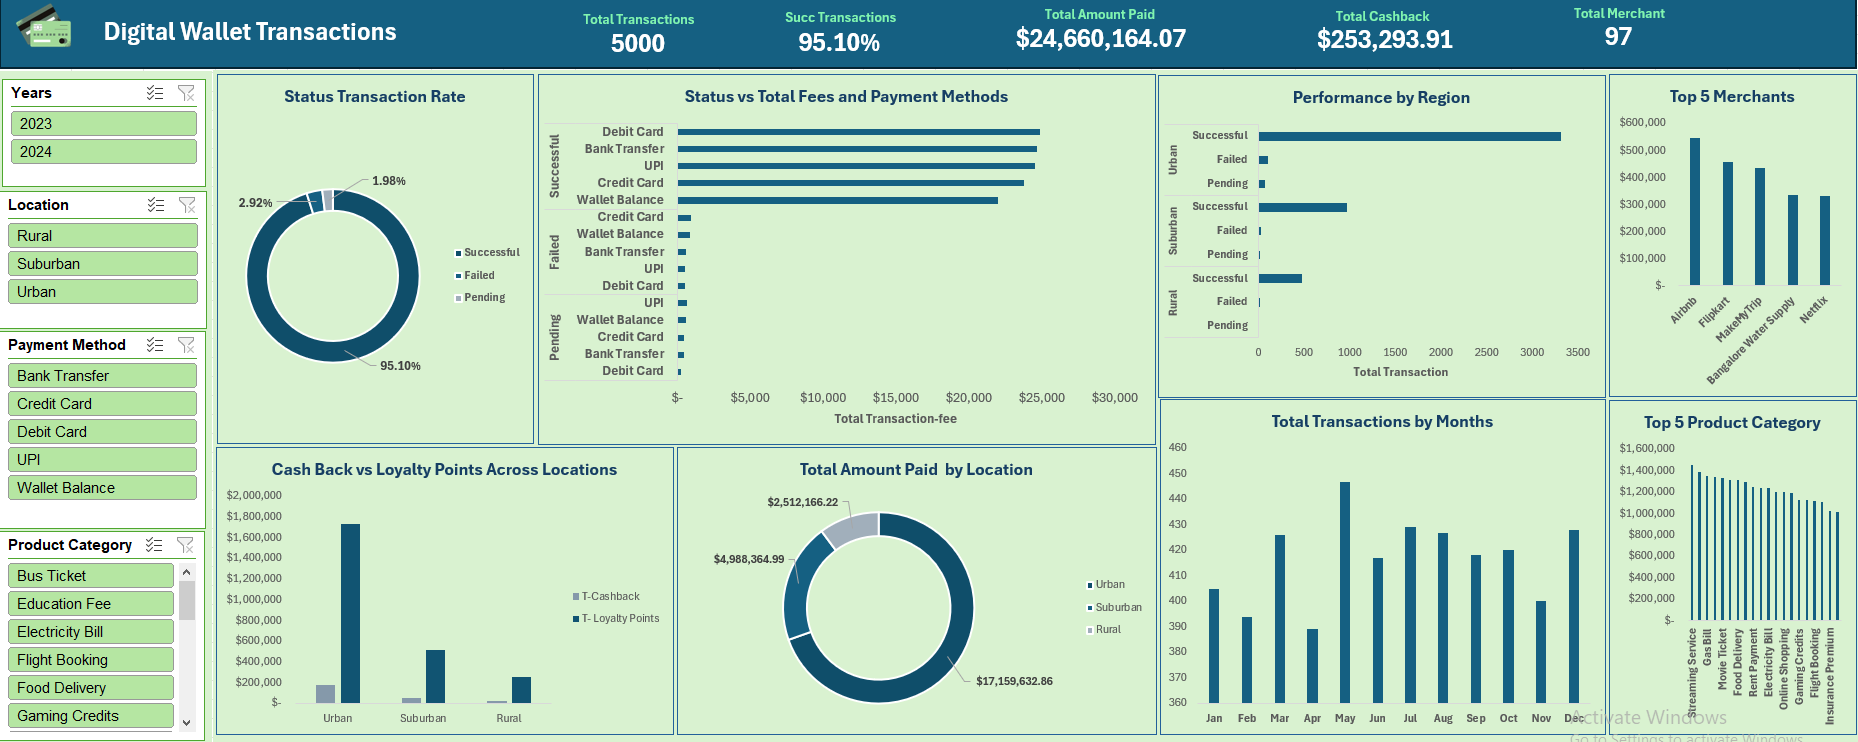 Digital Wallet Transactions
Total Transactions
5000
Succ Transactions
95.10%
Total Amount Paid
$24,660,164.07
Total Cashback
$253,293.91
Total Merchant
97
Years
2023
2024
Location
Rural
Suburban
Urban
Payment Method
Bank Transfer
Credit Card
Debit Card
UPI
Wallet Balance
Product Category
Bus Ticket
Education Fee
Electricity Bill
Flight Booking
Food Delivery
Gaming Credits
Status Transaction Rate
1.98%
2.92%
95.10%
Successful
Failed
Pending
Status vs Total Fees and Payment Methods
Successful
Debit Card
Bank Transfer
UPI
Credit Card
Wallet Balance
Failed
Credit Card
Wallet Balance
Bank Transfer
UPI
Debit Card
Pending
UPI
Wallet Balance
Credit Card
Bank Transfer
Debit Card
$- $5,000 $10,000 $15,000 $20,000 $25,000 $30,000
Total Transaction-fee
Performance by Region
Urban
Successful
Failed
Pending
Suburban
Successful
Failed
Pending
Rural
Successful
Failed
Pending
0 500 1000 1500 2000 2500 3000 3500
Total Transaction
Top 5 Merchants
$600,000
$500,000
$400,000
$300,000
$200,000
$100,000
$-
Airbnb
Flipkart
MakeMyTrip
Bangalore Water Supply
Netflix
Cash Back vs Loyalty Points Across Locations
$2,000,000
$1,800,000
$1,600,000
$1,400,000
$1,200,000
$1,000,000
$800,000
$600,000
$400,000
$200,000
$-
Urban Suburban Rural
T-Cashback
T- Loyalty Points
Total Amount Paid by Location
$2,512,166.22
$4,988,364.99
$17,159,632.86
Urban
Suburban
Rural
Total Transactions by Months
460
450
440
430
420
410
400
390
380
370
360
Jan Feb Mar Apr May Jun Jul Aug Sep Oct Nov Dec
Top 5 Product Category
$1,600,000
$1,400,000
$1,200,000
$1,000,000
$800,000
$600,000
$400,000
$200,000
$-
Streaming Service
Gas Bill
Movie Ticket
Food Delivery
Rent Payment
Electricity Bill
Online Shopping
Gaming Credits
Flight Booking
Insurance Premium
Activate Windows
Go to Settings to activate Windows.